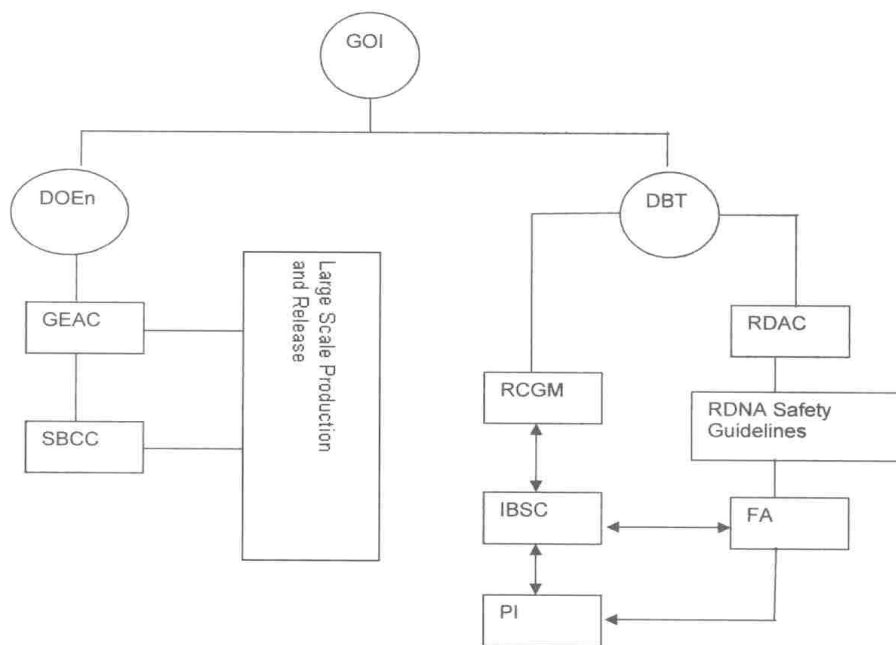 GOI
DOEn
DBT
Large Scale Production
and Release
GEAC
RDAC
RCGM
RDNA Safety
Guidelines
SBCC
IBSC
FA
PI